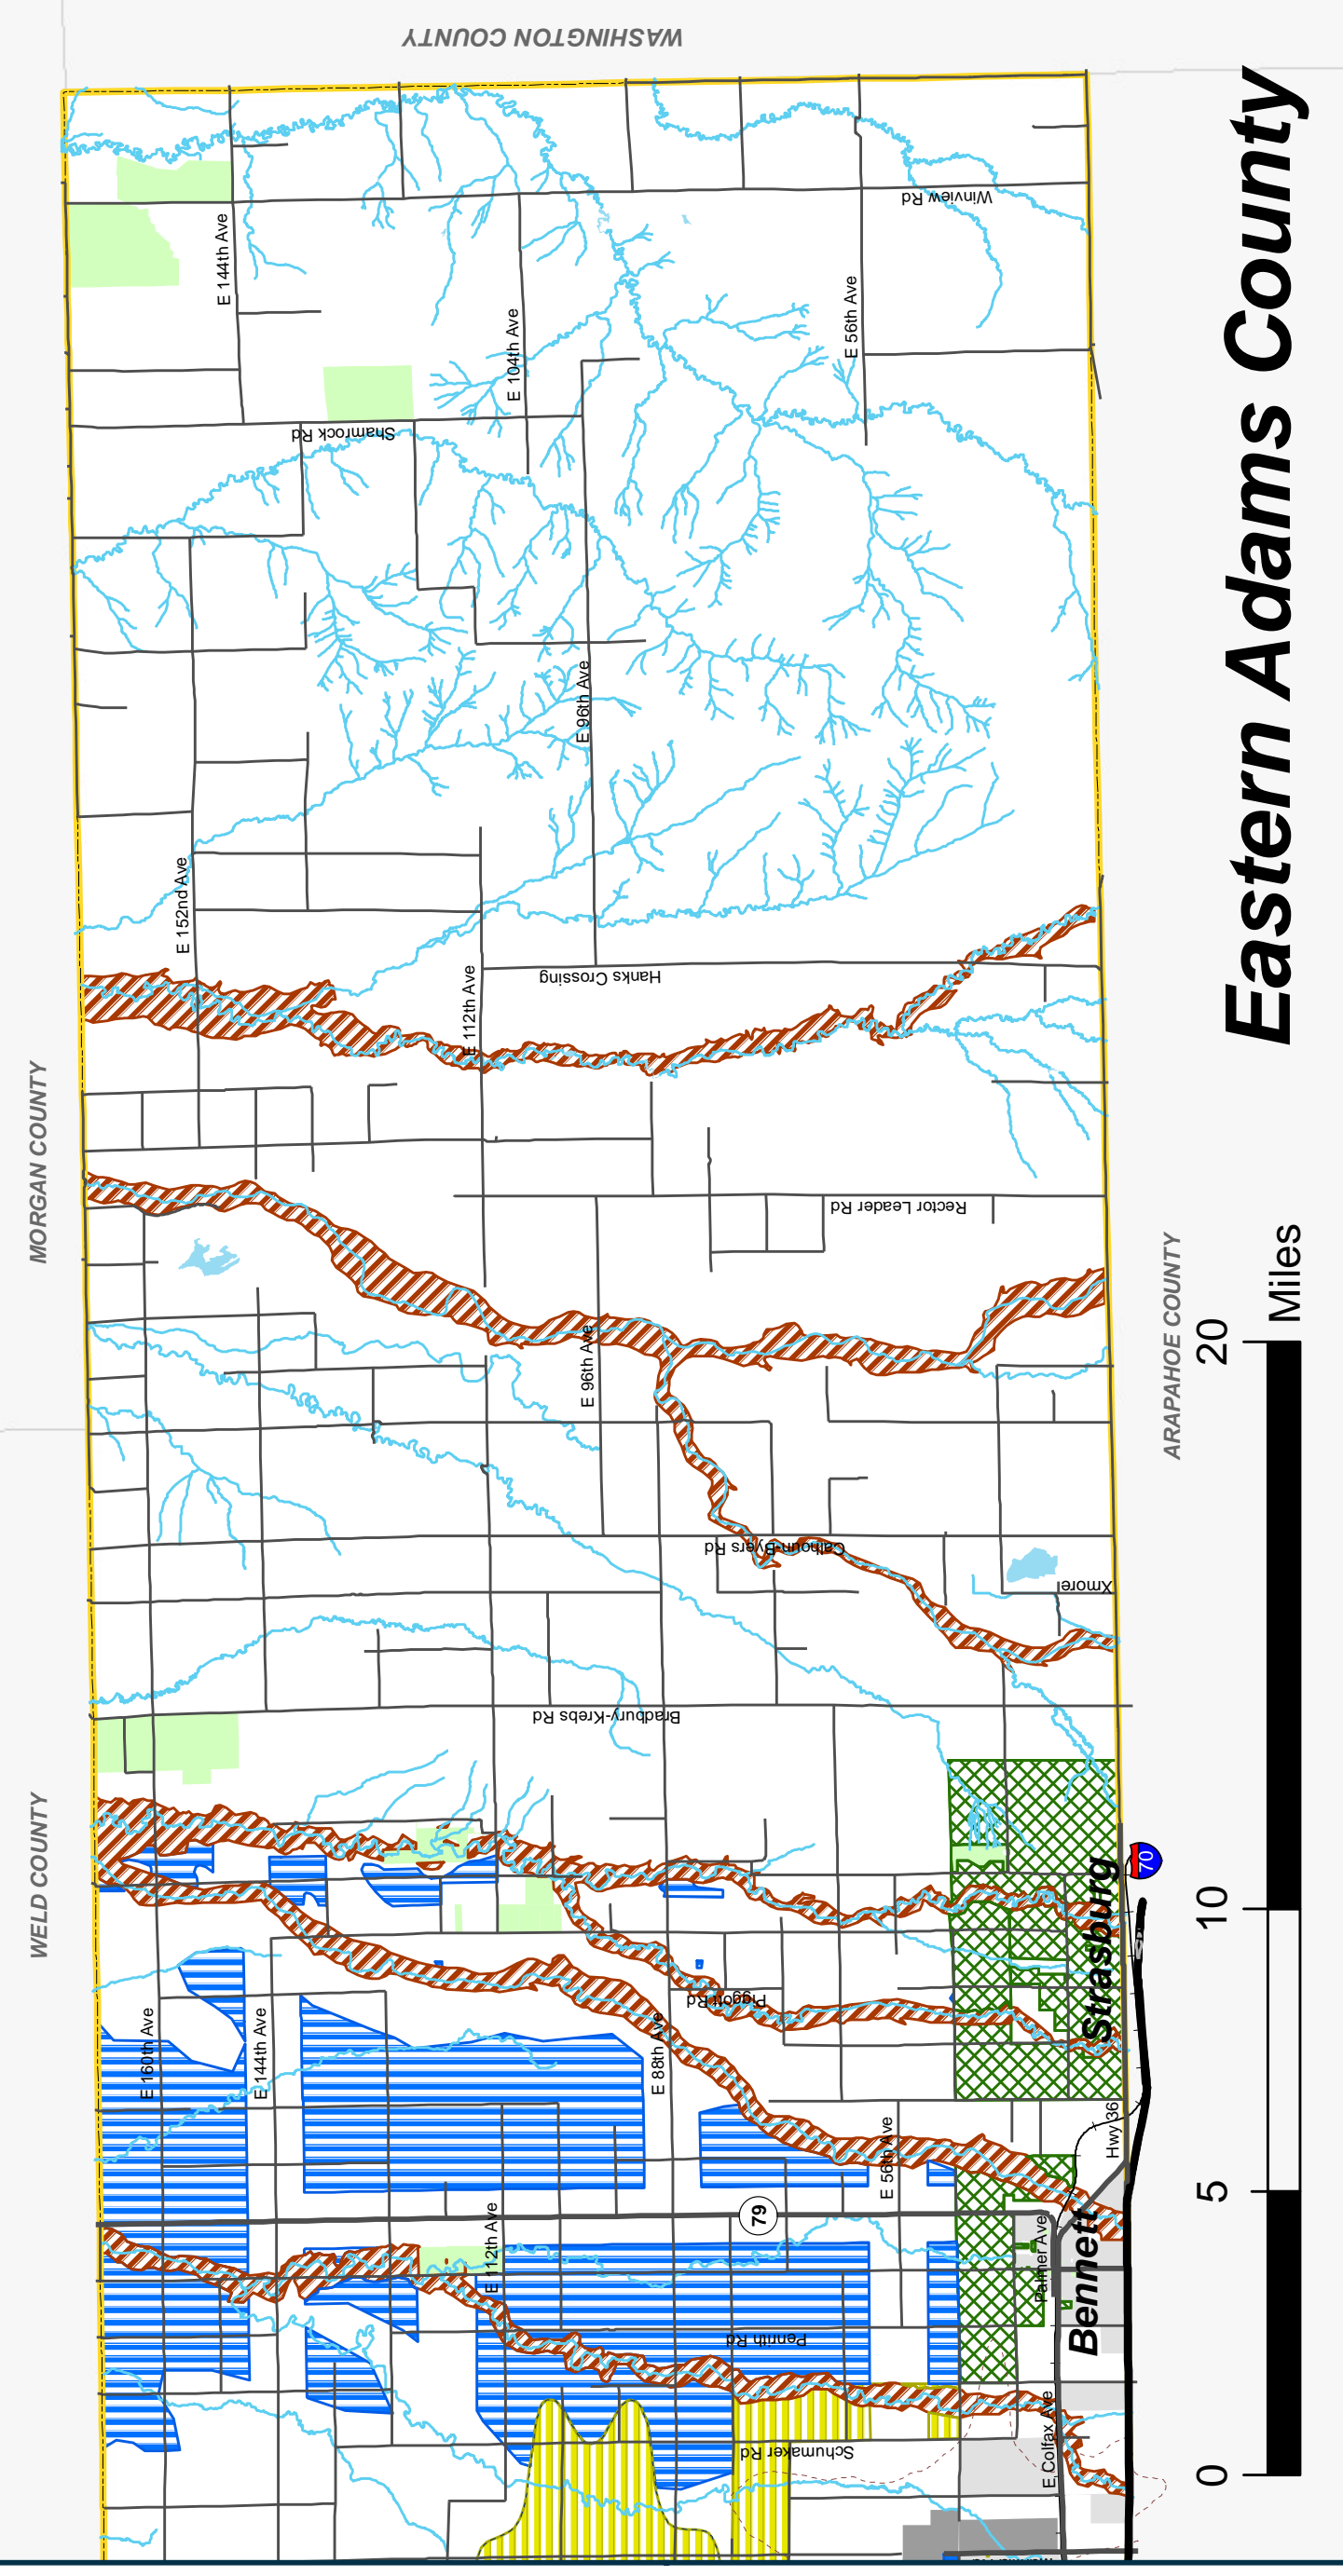 WASHINGTON COUNTY
MORGAN COUNTY
WELD COUNTY
ARAPAHOE COUNTY
Eastern Adams County
E 144th Ave
Winview Rd
E 104th Ave
E 56th Ave
Shamrock Rd
E 96th Ave
E 152nd Ave
E 112th Ave
Hanks Crossing
Rector Leader Rd
E 96th Ave
Calhoun-Byers Rd
Xmore
Bradbury-Krebs Rd
Piggott Rd
E 160th Ave
E 144th Ave
E 88th Ave
E 56th Ave
E 112th Ave
79
70
Strasburg
Hwy 36
Palmer Ave
Bennett
Penrith Rd
Schumaker Rd
E Colfax Ave
0 5 10 20
Miles